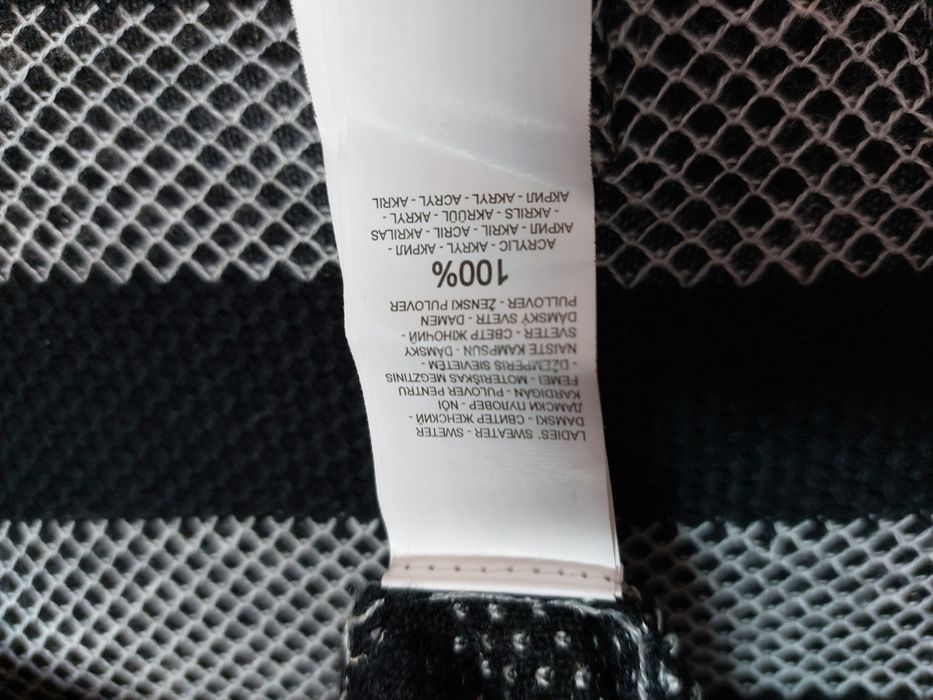 LADIES' SWEATER - SWETER
DAMSKI - СВИТЕР ЖЕНСКИЙ -
ДАМСКИ ПУЛОВЕР - NŐI
KARDIGÁN - PULOVER PENTRU
FEMEI - MOTERIŠKAS MEGZTINIS
- DŽEMPERIS SIEVIETĒM -
NAISTE KAMPSUN - DÁMSKY
SVETER - СВЕТР ЖІНОЧИЙ -
DÁMSKÝ SVETR - DAMEN
PULLOVER - ŽENSKI PULOVER
100%
ACRYLIC - AKRYL - АКРИЛ -
АКРИЛ - AKRIL - ACRIL - AKRILAS
- AKRILS - AKRÜÜL - AKRYL -
АКРИЛ - AKRYL - ACRYL - AKRIL